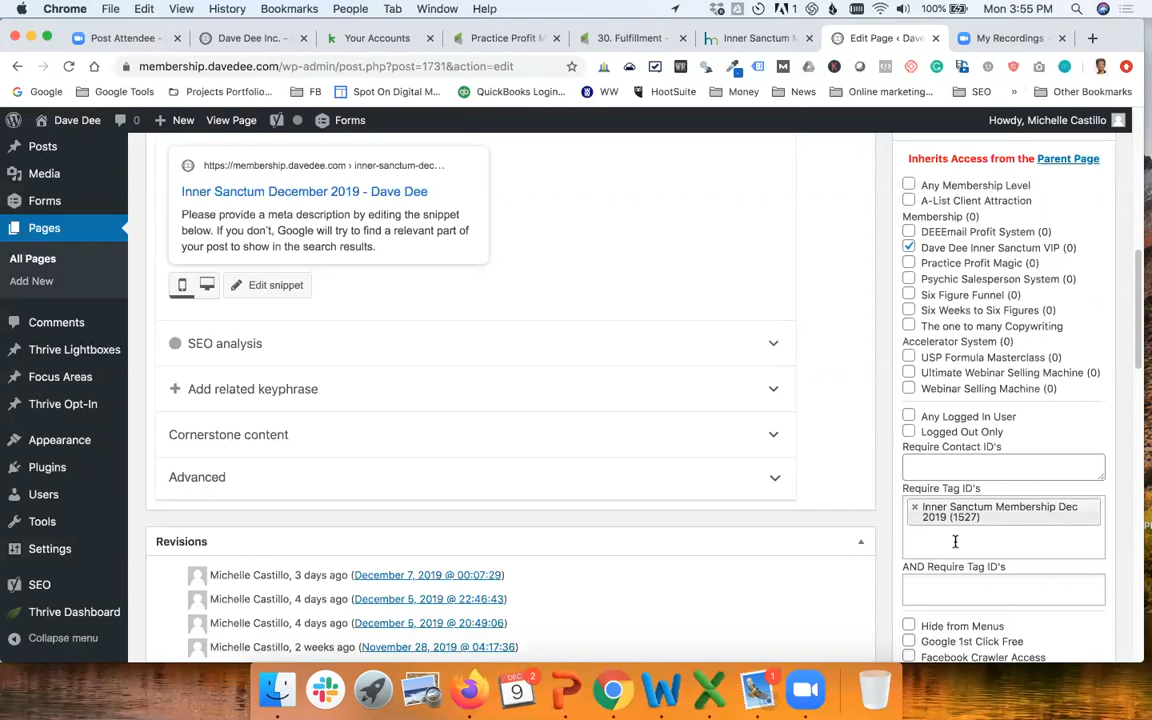 Chrome File Edit View History Bookmarks People Tab Window Help 1 100% Mon 3:55 PM
Post Attendee - × Dave Dee Inc. – × Your Accounts × Practice Profit M × 30. Fulfillment - × Inner Sanctum M × Edit Page ‹ Dav × My Recordings ×
membership.davedee.com/wp-admin/post.php?post=1731&action=edit
Google Google Tools Projects Portfolio... FB Spot On Digital M... QuickBooks Login... WW HootSuite Money News Online marketing... SEO » Other Bookmarks
Dave Dee 0 New View Page Forms Howdy, Michelle Castillo
Posts
Media
Forms
Pages
All Pages
Add New
Comments
Thrive Lightboxes
Focus Areas
Thrive Opt-In
Appearance
Plugins
Users
Tools
Settings
SEO
Thrive Dashboard
Collapse menu
https://membership.davedee.com › inner-sanctum-dec...
Inner Sanctum December 2019 - Dave Dee
Please provide a meta description by editing the snippet
below. If you don't, Google will try to find a relevant part
of your post to show in the search results.
Edit snippet
SEO analysis
Add related keyphrase
Cornerstone content
Advanced
Revisions
Michelle Castillo, 3 days ago (December 7, 2019 @ 00:07:29)
Michelle Castillo, 4 days ago (December 5, 2019 @ 22:46:43)
Michelle Castillo, 4 days ago (December 5, 2019 @ 20:49:06)
Michelle Castillo, 2 weeks ago (November 28, 2019 @ 04:17:36)
Inherits Access from the Parent Page
Any Membership Level
A-List Client Attraction
Membership (0)
DEEEmail Profit System (0)
Dave Dee Inner Sanctum VIP (0)
Practice Profit Magic (0)
Psychic Salesperson System (0)
Six Figure Funnel (0)
Six Weeks to Six Figures (0)
The one to many Copywriting
Accelerator System (0)
USP Formula Masterclass (0)
Ultimate Webinar Selling Machine (0)
Webinar Selling Machine (0)
Any Logged In User
Logged Out Only
Require Contact ID's
Require Tag ID's
× Inner Sanctum Membership Dec
2019 (1527)
AND Require Tag ID's
Hide from Menus
Google 1st Click Free
Facebook Crawler Access
DEC
9
2
1